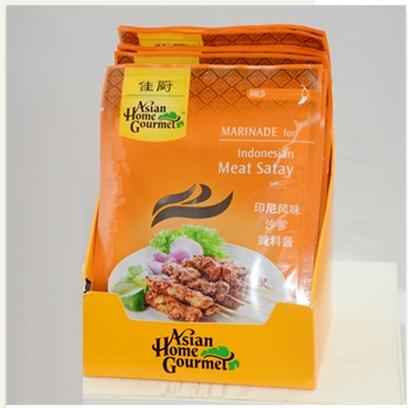 佳厨
Asian
Home
Gourmet
MILD
MARINADE for
Indonesian
Meat Satay
印尼风味
沙爹
腌料酱
Asian
Home
Gourmet